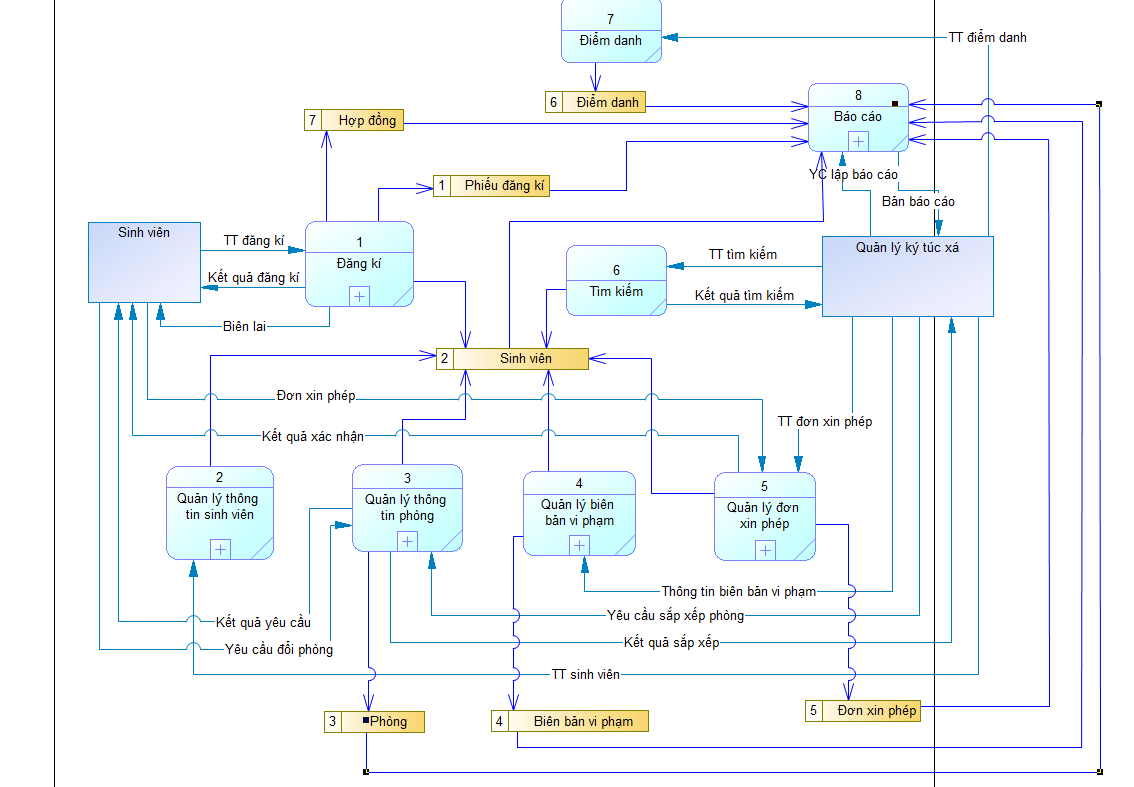 7
Điểm danh
TT điểm danh
6 Điểm danh
8
Báo cáo
7 Hợp đồng
YC lập báo cáo
1 Phiếu đăng kí
Bản báo cáo
Sinh viên
TT đăng kí
1
Đăng kí
Kết quả đăng kí
Biên lai
6
Tìm kiếm
TT tìm kiếm
Kết quả tìm kiếm
Quản lý ký túc xá
2 Sinh viên
Đơn xin phép
TT đơn xin phép
Kết quả xác nhận
2
Quản lý thông
tin sinh viên
3
Quản lý thông
tin phòng
4
Quản lý biên
bản vi phạm
5
Quản lý đơn
xin phép
Thông tin biên bản vi phạm
Kết quả yêu cầu
Yêu cầu sắp xếp phòng
Yêu cầu đổi phòng
Kết quả sắp xếp
TT sinh viên
3 Phòng
4 Biên bản vi phạm
5 Đơn xin phép